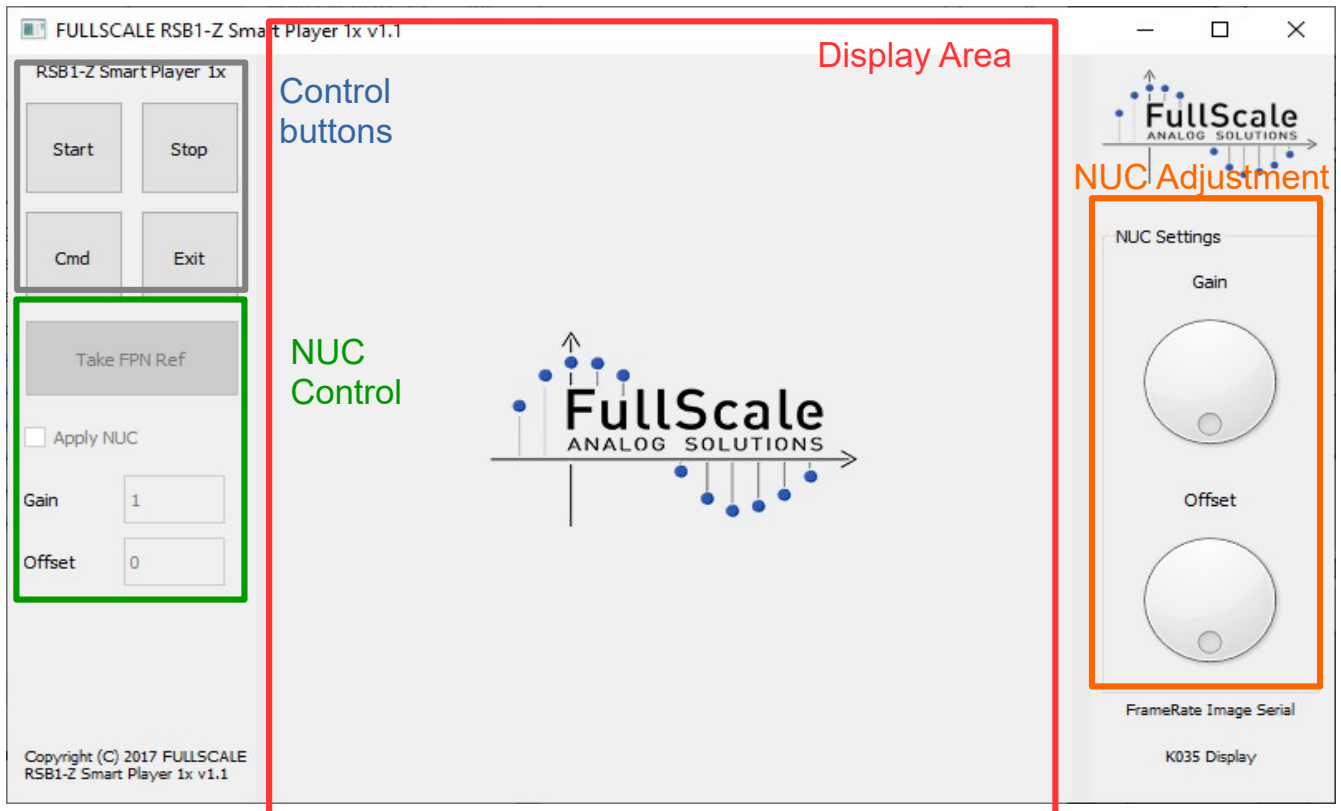 FULLSCALE RSB1-Z Smart Player 1x v1.1
RSB1-Z Smart Player 1x
Start
Stop
Cmd
Exit
Control
buttons
Display Area
Take FPN Ref
Apply NUC
Gain
1
Offset
0
NUC
Control
FullScale
ANALOG SOLUTIONS
FullScale
ANALOG SOLUTIONS
NUC Adjustment
NUC Settings
Gain
Offset
FrameRate Image Serial
K035 Display
Copyright (C) 2017 FULLSCALE
RSB1-Z Smart Player 1x v1.1